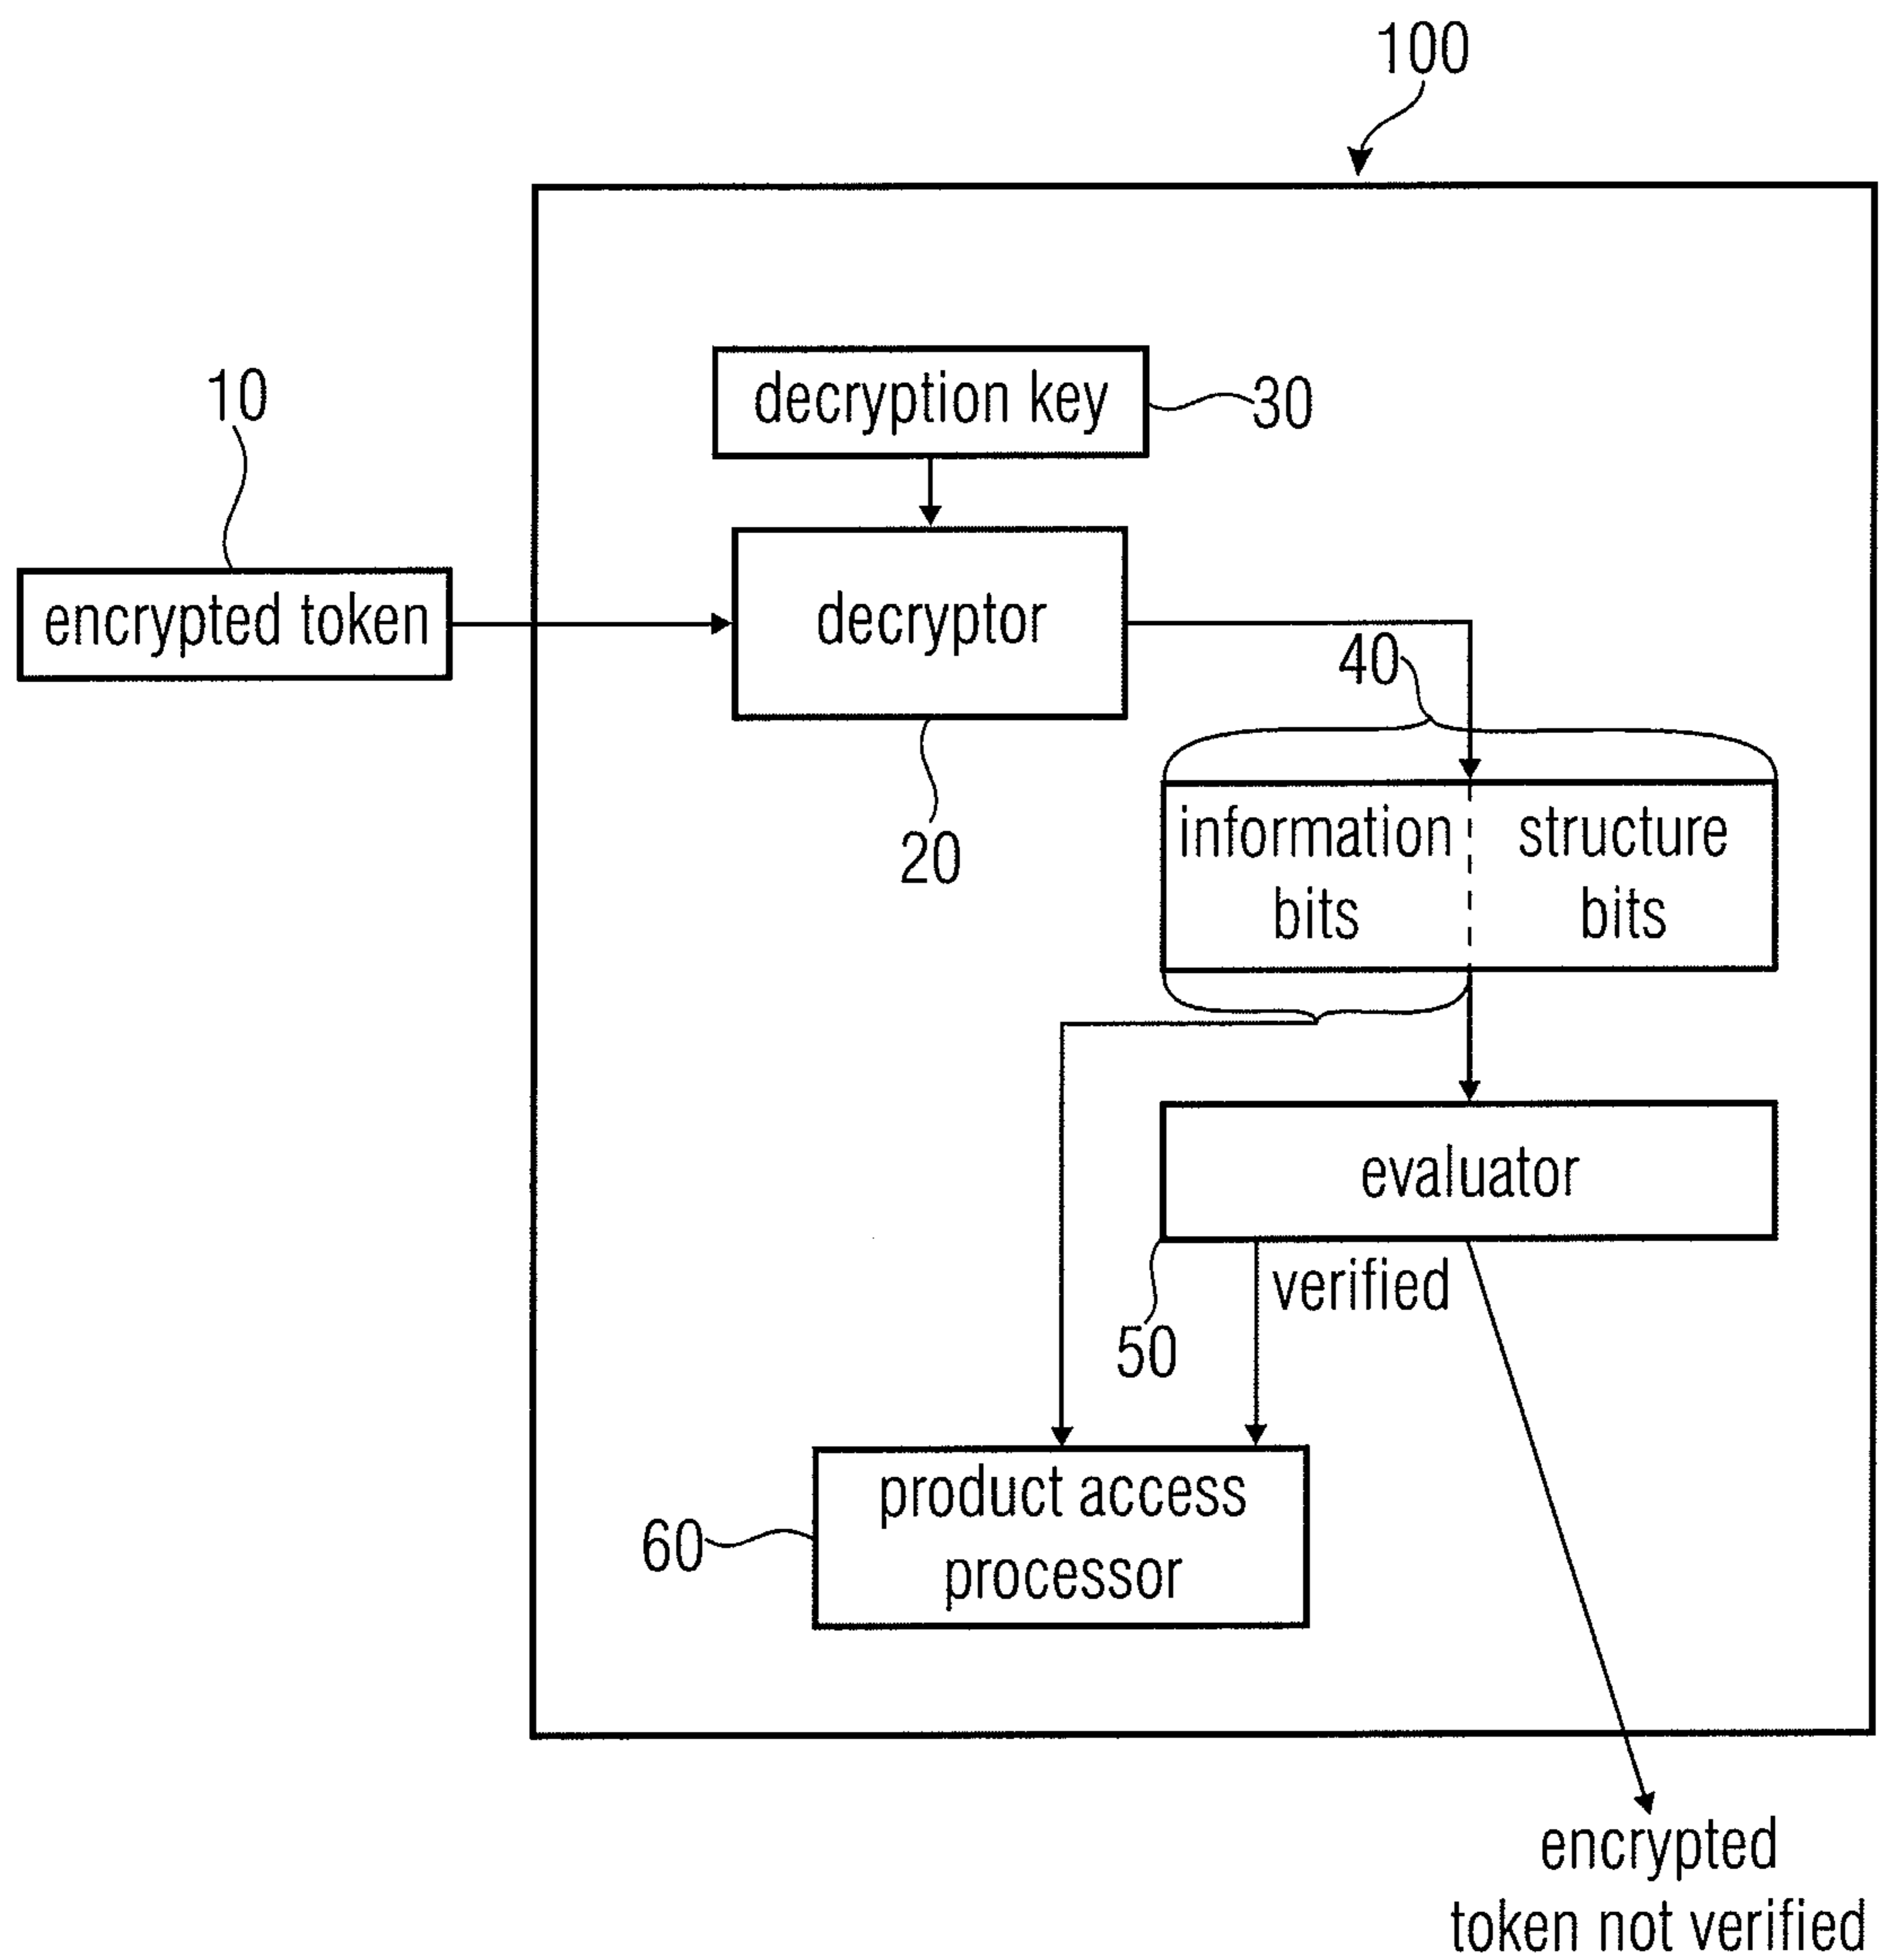 100
10
decryption key
30
encrypted token
decryptor
40
20
information
bits
structure
bits
evaluator
verified
50
product access
processor
60
encrypted
token not verified